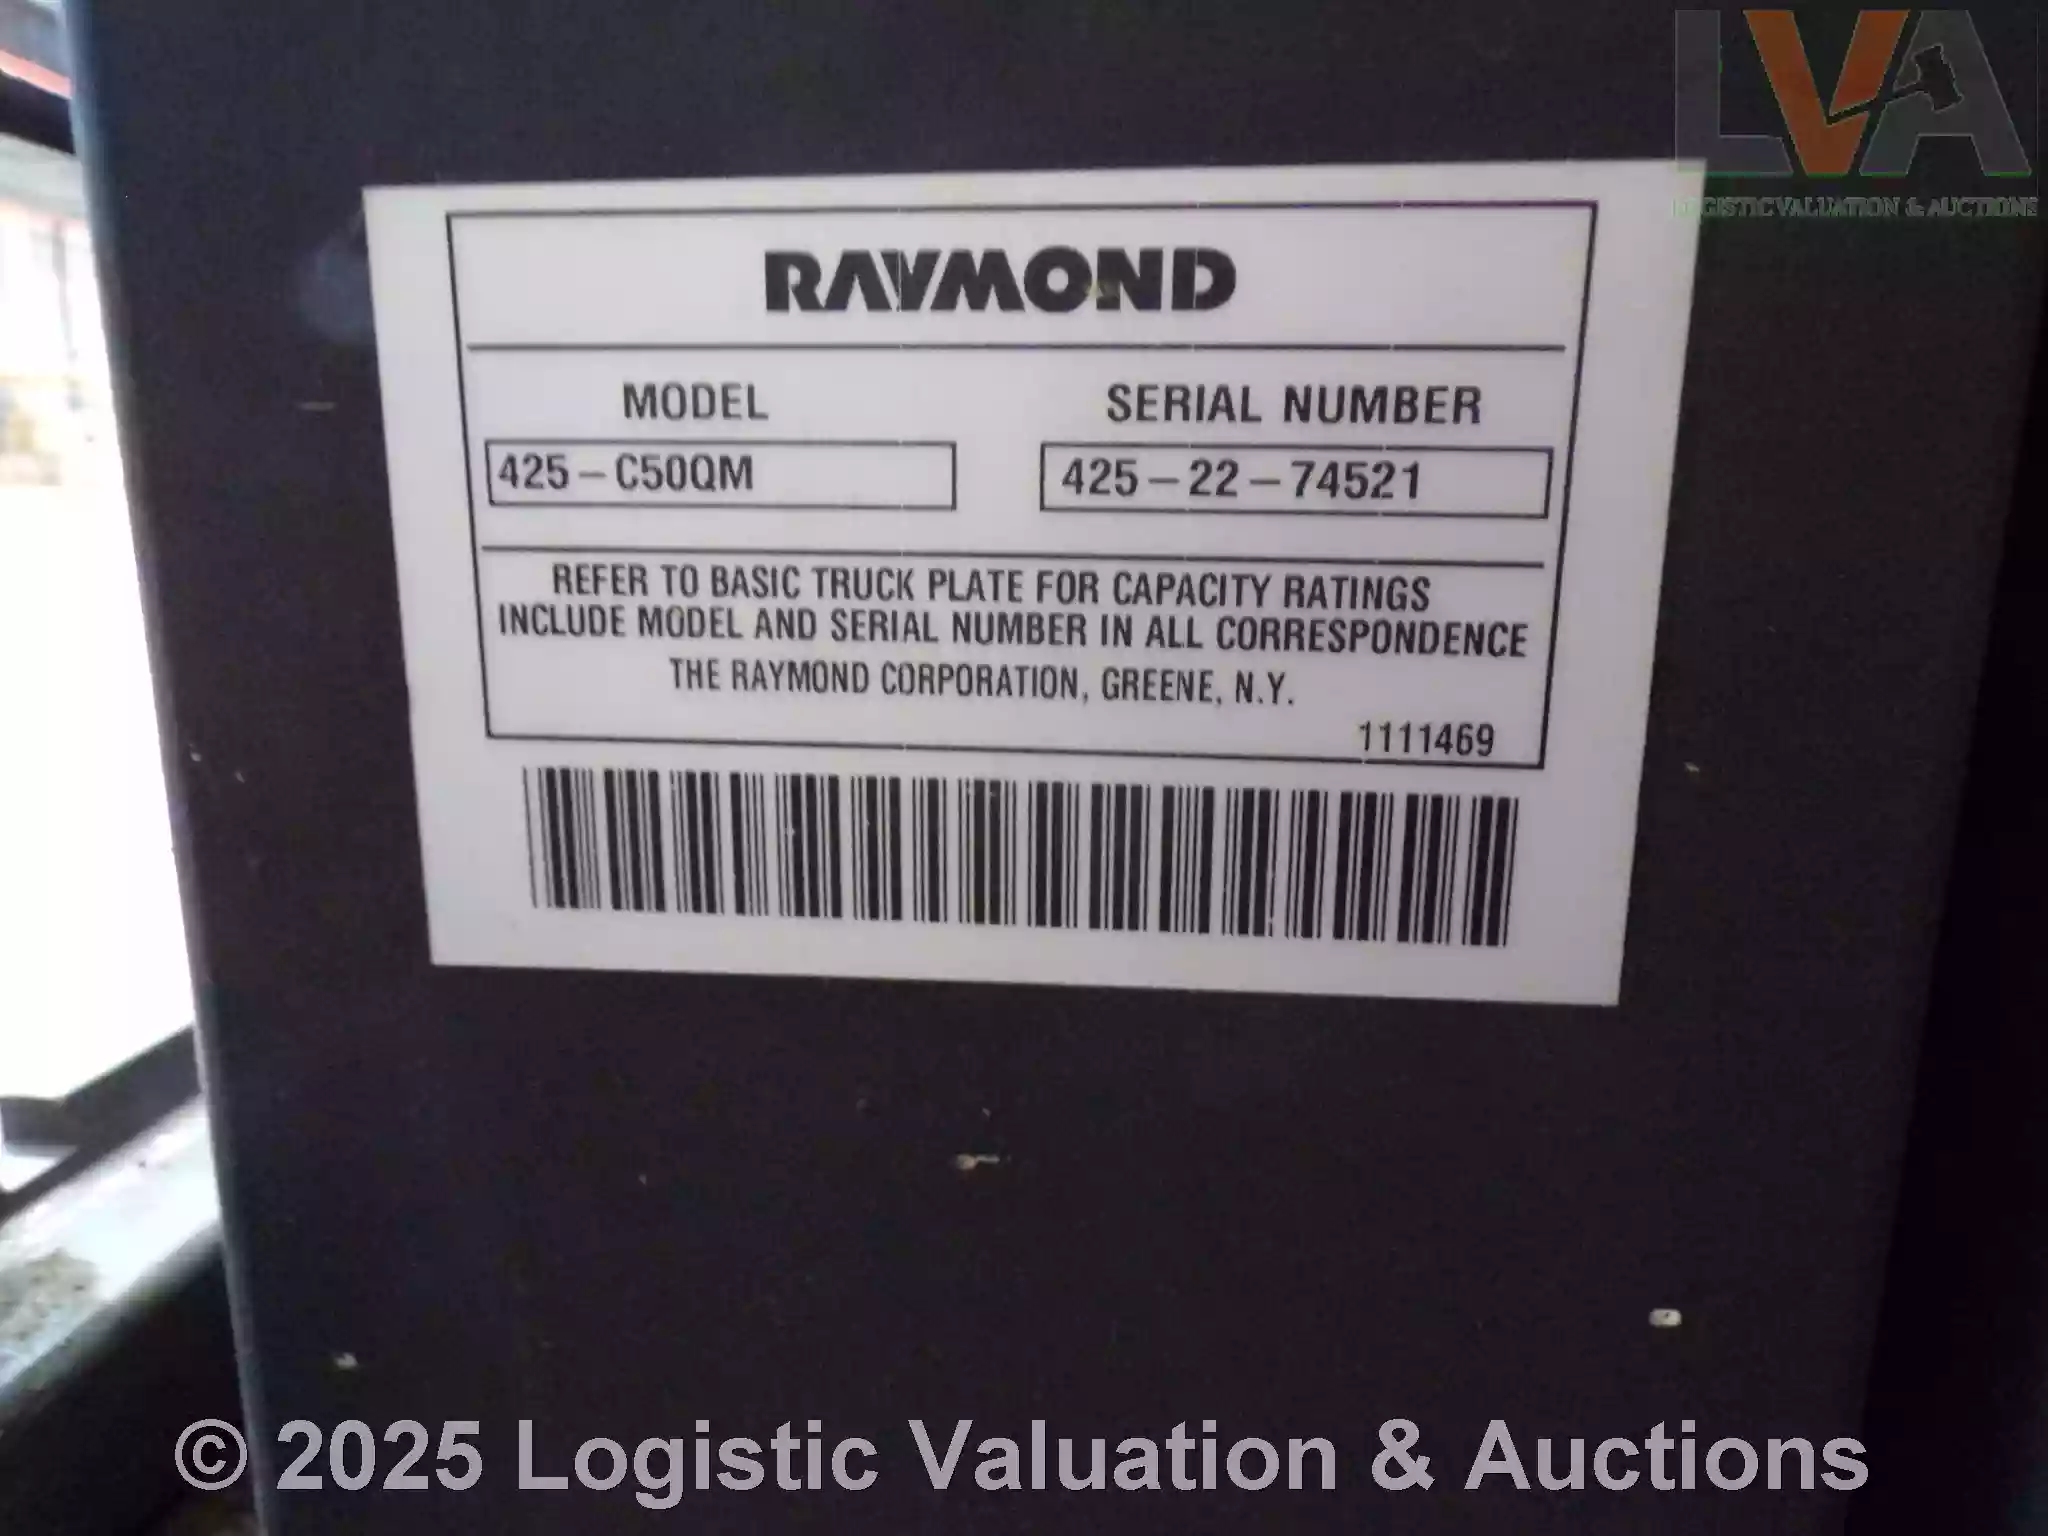 LVA
LOGISTIC VALUATION & AUCTIONS
RAYMOND
MODEL
SERIAL NUMBER
425-C50QM
425-22-74521
REFER TO BASIC TRUCK PLATE FOR CAPACITY RATINGS
INCLUDE MODEL AND SERIAL NUMBER IN ALL CORRESPONDENCE
THE RAYMOND CORPORATION, GREENE, N.Y.
1111469
© 2025 Logistic Valuation & Auctions